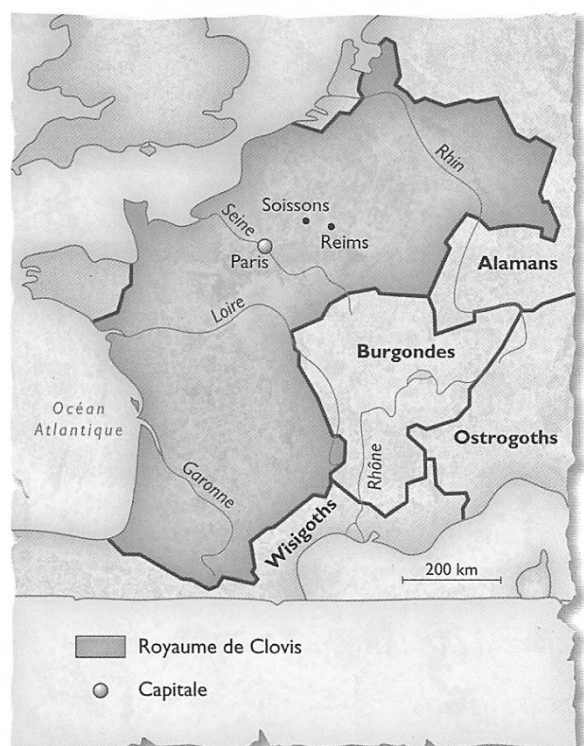 Rhin
Soissons
Seine
Reims
Paris
Alamans
Loire
Burgondes
Océan
Atlantique
Ostrogoths
Garonne
Rhône
Wisigoths
200 km
Royaume de Clovis
Capitale